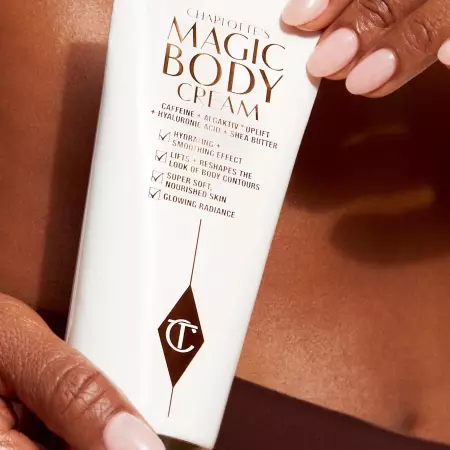 CHARLOTTE'S
MAGIC
BODY
CREAM
CAFFEINE + ALGAKTIV™ UPLIFT
+ HYALURONIC ACID + SHEA BUTTER
HYDRATING +
SMOOTHING EFFECT
LIFTS + RESHAPES THE
LOOK OF BODY CONTOURS
SUPER SOFT,
NOURISHED SKIN
GLOWING RADIANCE
CT